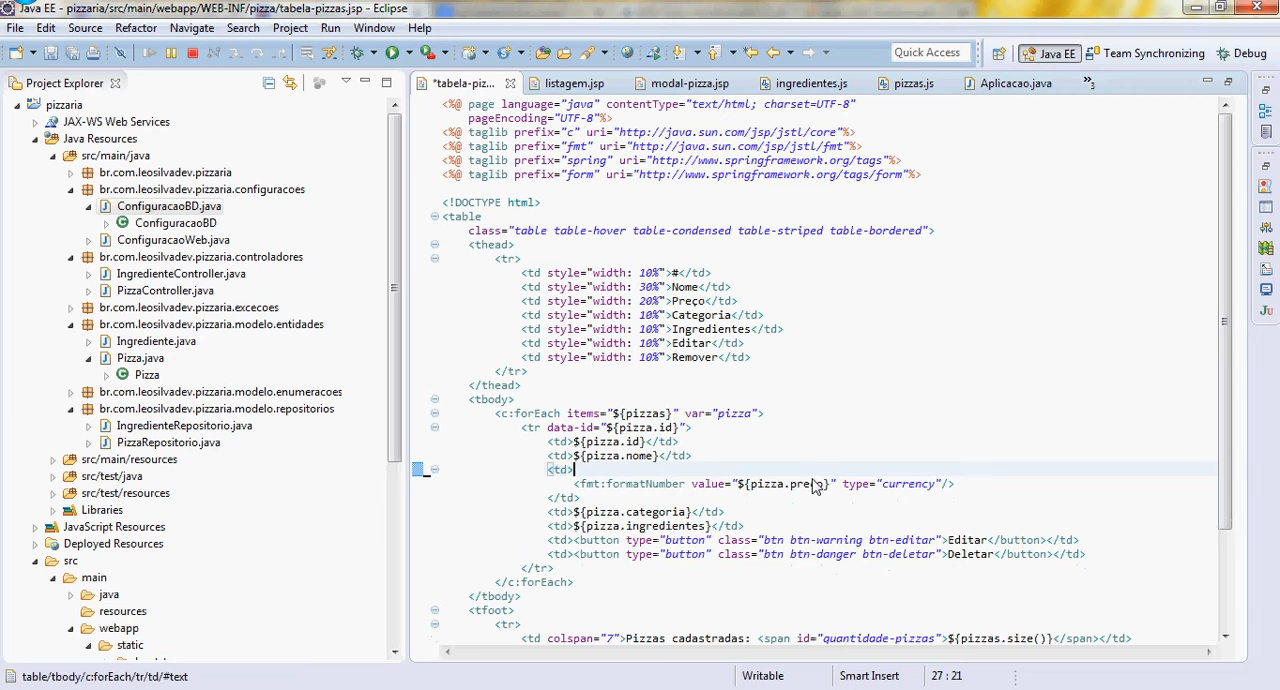 Java EE - pizzaria/src/main/webapp/WEB-INF/pizza/tabela-pizzas.jsp - Eclipse
File Edit Source Refactor Navigate Search Project Run Window Help
Quick Access Java EE Team Synchronizing Debug
Project Explorer
*tabela-piz... listagem.jsp modal-pizza.jsp ingredientes.js pizzas.js Aplicacao.java 3
pizzaria
JAX-WS Web Services
Java Resources
src/main/java
br.com.leosilvadev.pizzaria
br.com.leosilvadev.pizzaria.configuracoes
ConfiguracaoBD.java
ConfiguracaoBD
ConfiguracaoWeb.java
br.com.leosilvadev.pizzaria.controladores
IngredienteController.java
PizzaController.java
br.com.leosilvadev.pizzaria.excecoes
br.com.leosilvadev.pizzaria.modelo.entidades
Ingrediente.java
Pizza.java
Pizza
br.com.leosilvadev.pizzaria.modelo.enumeracoes
br.com.leosilvadev.pizzaria.modelo.repositorios
IngredienteRepositorio.java
PizzaRepositorio.java
src/main/resources
src/test/java
src/test/resources
Libraries
JavaScript Resources
Deployed Resources
src
main
java
resources
webapp
static
<%@ page language="java" contentType="text/html; charset=UTF-8"
pageEncoding="UTF-8"%>
<%@ taglib prefix="c" uri="http://java.sun.com/jsp/jstl/core"%>
<%@ taglib prefix="fmt" uri="http://java.sun.com/jsp/jstl/fmt"%>
<%@ taglib prefix="spring" uri="http://www.springframework.org/tags"%>
<%@ taglib prefix="form" uri="http://www.springframework.org/tags/form"%>
<!DOCTYPE html>
<table
class="table table-hover table-condensed table-striped table-bordered">
<thead>
<tr>
<td style="width: 10%">#</td>
<td style="width: 30%">Nome</td>
<td style="width: 20%">Preço</td>
<td style="width: 10%">Categoria</td>
<td style="width: 10%">Ingredientes</td>
<td style="width: 10%">Editar</td>
<td style="width: 10%">Remover</td>
</tr>
</thead>
<tbody>
<c:forEach items="${pizzas}" var="pizza">
<tr data-id="${pizza.id}">
<td>${pizza.id}</td>
<td>${pizza.nome}</td>
<td>
<fmt:formatNumber value="${pizza.preco}" type="currency"/>
</td>
<td>${pizza.categoria}</td>
<td>${pizza.ingredientes}</td>
<td><button type="button" class="btn btn-warning btn-editar">Editar</button></td>
<td><button type="button" class="btn btn-danger btn-deletar">Deletar</button></td>
</tr>
</c:forEach>
</tbody>
<tfoot>
<tr>
<td colspan="7">Pizzas cadastradas: <span id="quantidade-pizzas">${pizzas.size()}</span></td>
table/tbody/c:forEach/tr/td/#text Writable Smart Insert 27 : 21